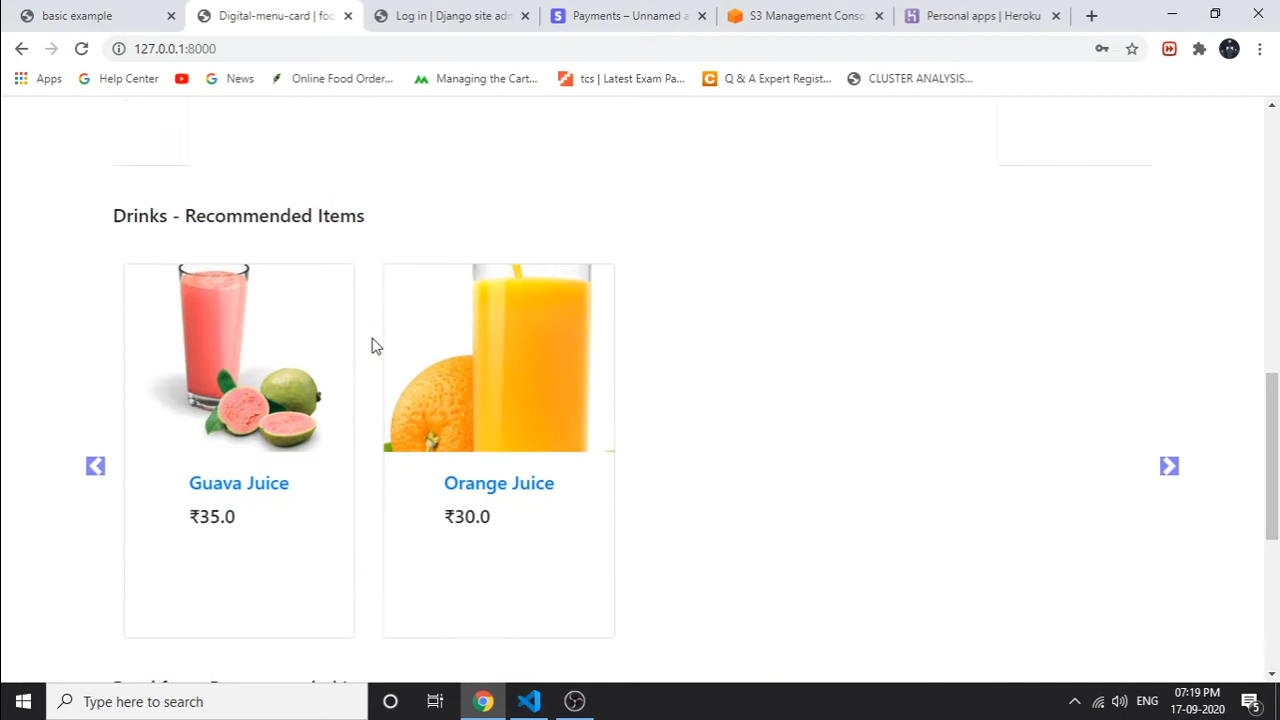 basic example
Digital-menu-card | foc
Log in | Django site adm
Payments – Unnamed a
S3 Management Conso
Personal apps | Heroku
127.0.0.1:8000
Apps
Help Center
News
Online Food Order...
Managing the Cart...
tcs | Latest Exam Pa...
Q & A Expert Regist...
CLUSTER ANALYSIS...
Drinks - Recommended Items
Guava Juice
Orange Juice
₹35.0
₹30.0
Type here to search
ENG
07:19 PM
17-09-2020
5